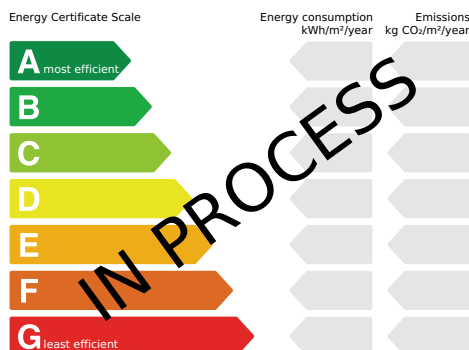 Energy Certificate Scale
Energy consumption
kWh/m²/year
Emissions
kg CO₂/m²/year
A most efficient
B
C
D
E
F
G least efficient
IN PROCESS